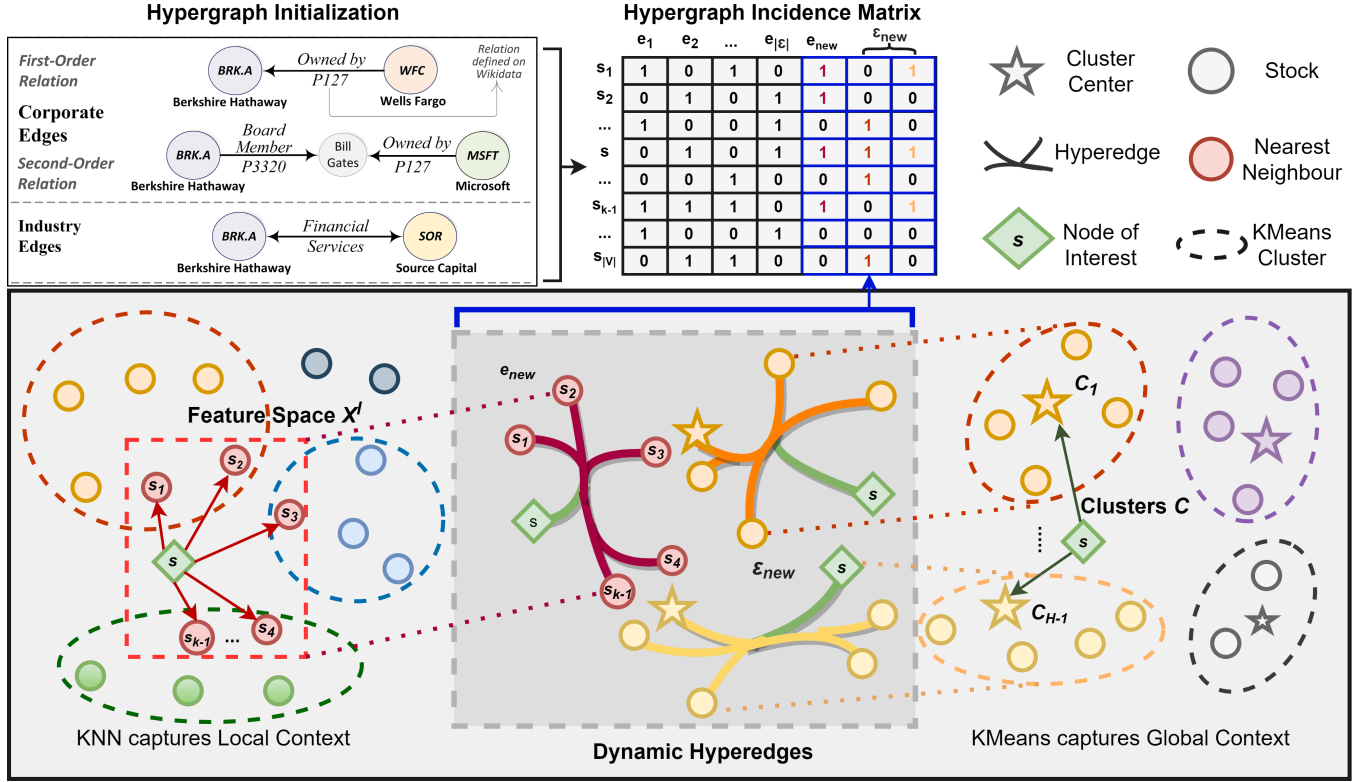 Hypergraph Initialization
First-Order
Relation
Corporate
Edges
Second-Order
Relation
Industry
Edges
BRK.A
Owned by
P127
WFC
Relation
defined on
Wikidata
Berkshire Hathaway
Wells Fargo
BRK.A
Board
Member
P3320
Bill
Gates
Owned by
P127
MSFT
Berkshire Hathaway
Microsoft
BRK.A
Financial
Services
SOR
Berkshire Hathaway
Source Capital
Hypergraph Incidence Matrix
e1 e2 ... e|ε| enew εnew
s1 1 0 1 0 1 0 1
s2 0 1 0 1 1 0 0
... 1 0 0 1 0 1 0
s 0 1 0 1 1 1 1
... 0 0 1 0 0 1 0
sk-1 1 1 1 0 1 0 1
... 1 0 0 1 0 0 0
s|V| 0 1 1 0 0 1 0
Cluster
Center
Stock
Hyperedge
Nearest
Neighbour
s
Node of
Interest
KMeans
Cluster
Feature Space Xl
s1
s2
s3
s
sk-1
...
s4
KNN captures Local Context
enew
s2
s1
s3
s
s4
sk-1
s
εnew
s
Dynamic Hyperedges
C1
Clusters C
s
CH-1
KMeans captures Global Context